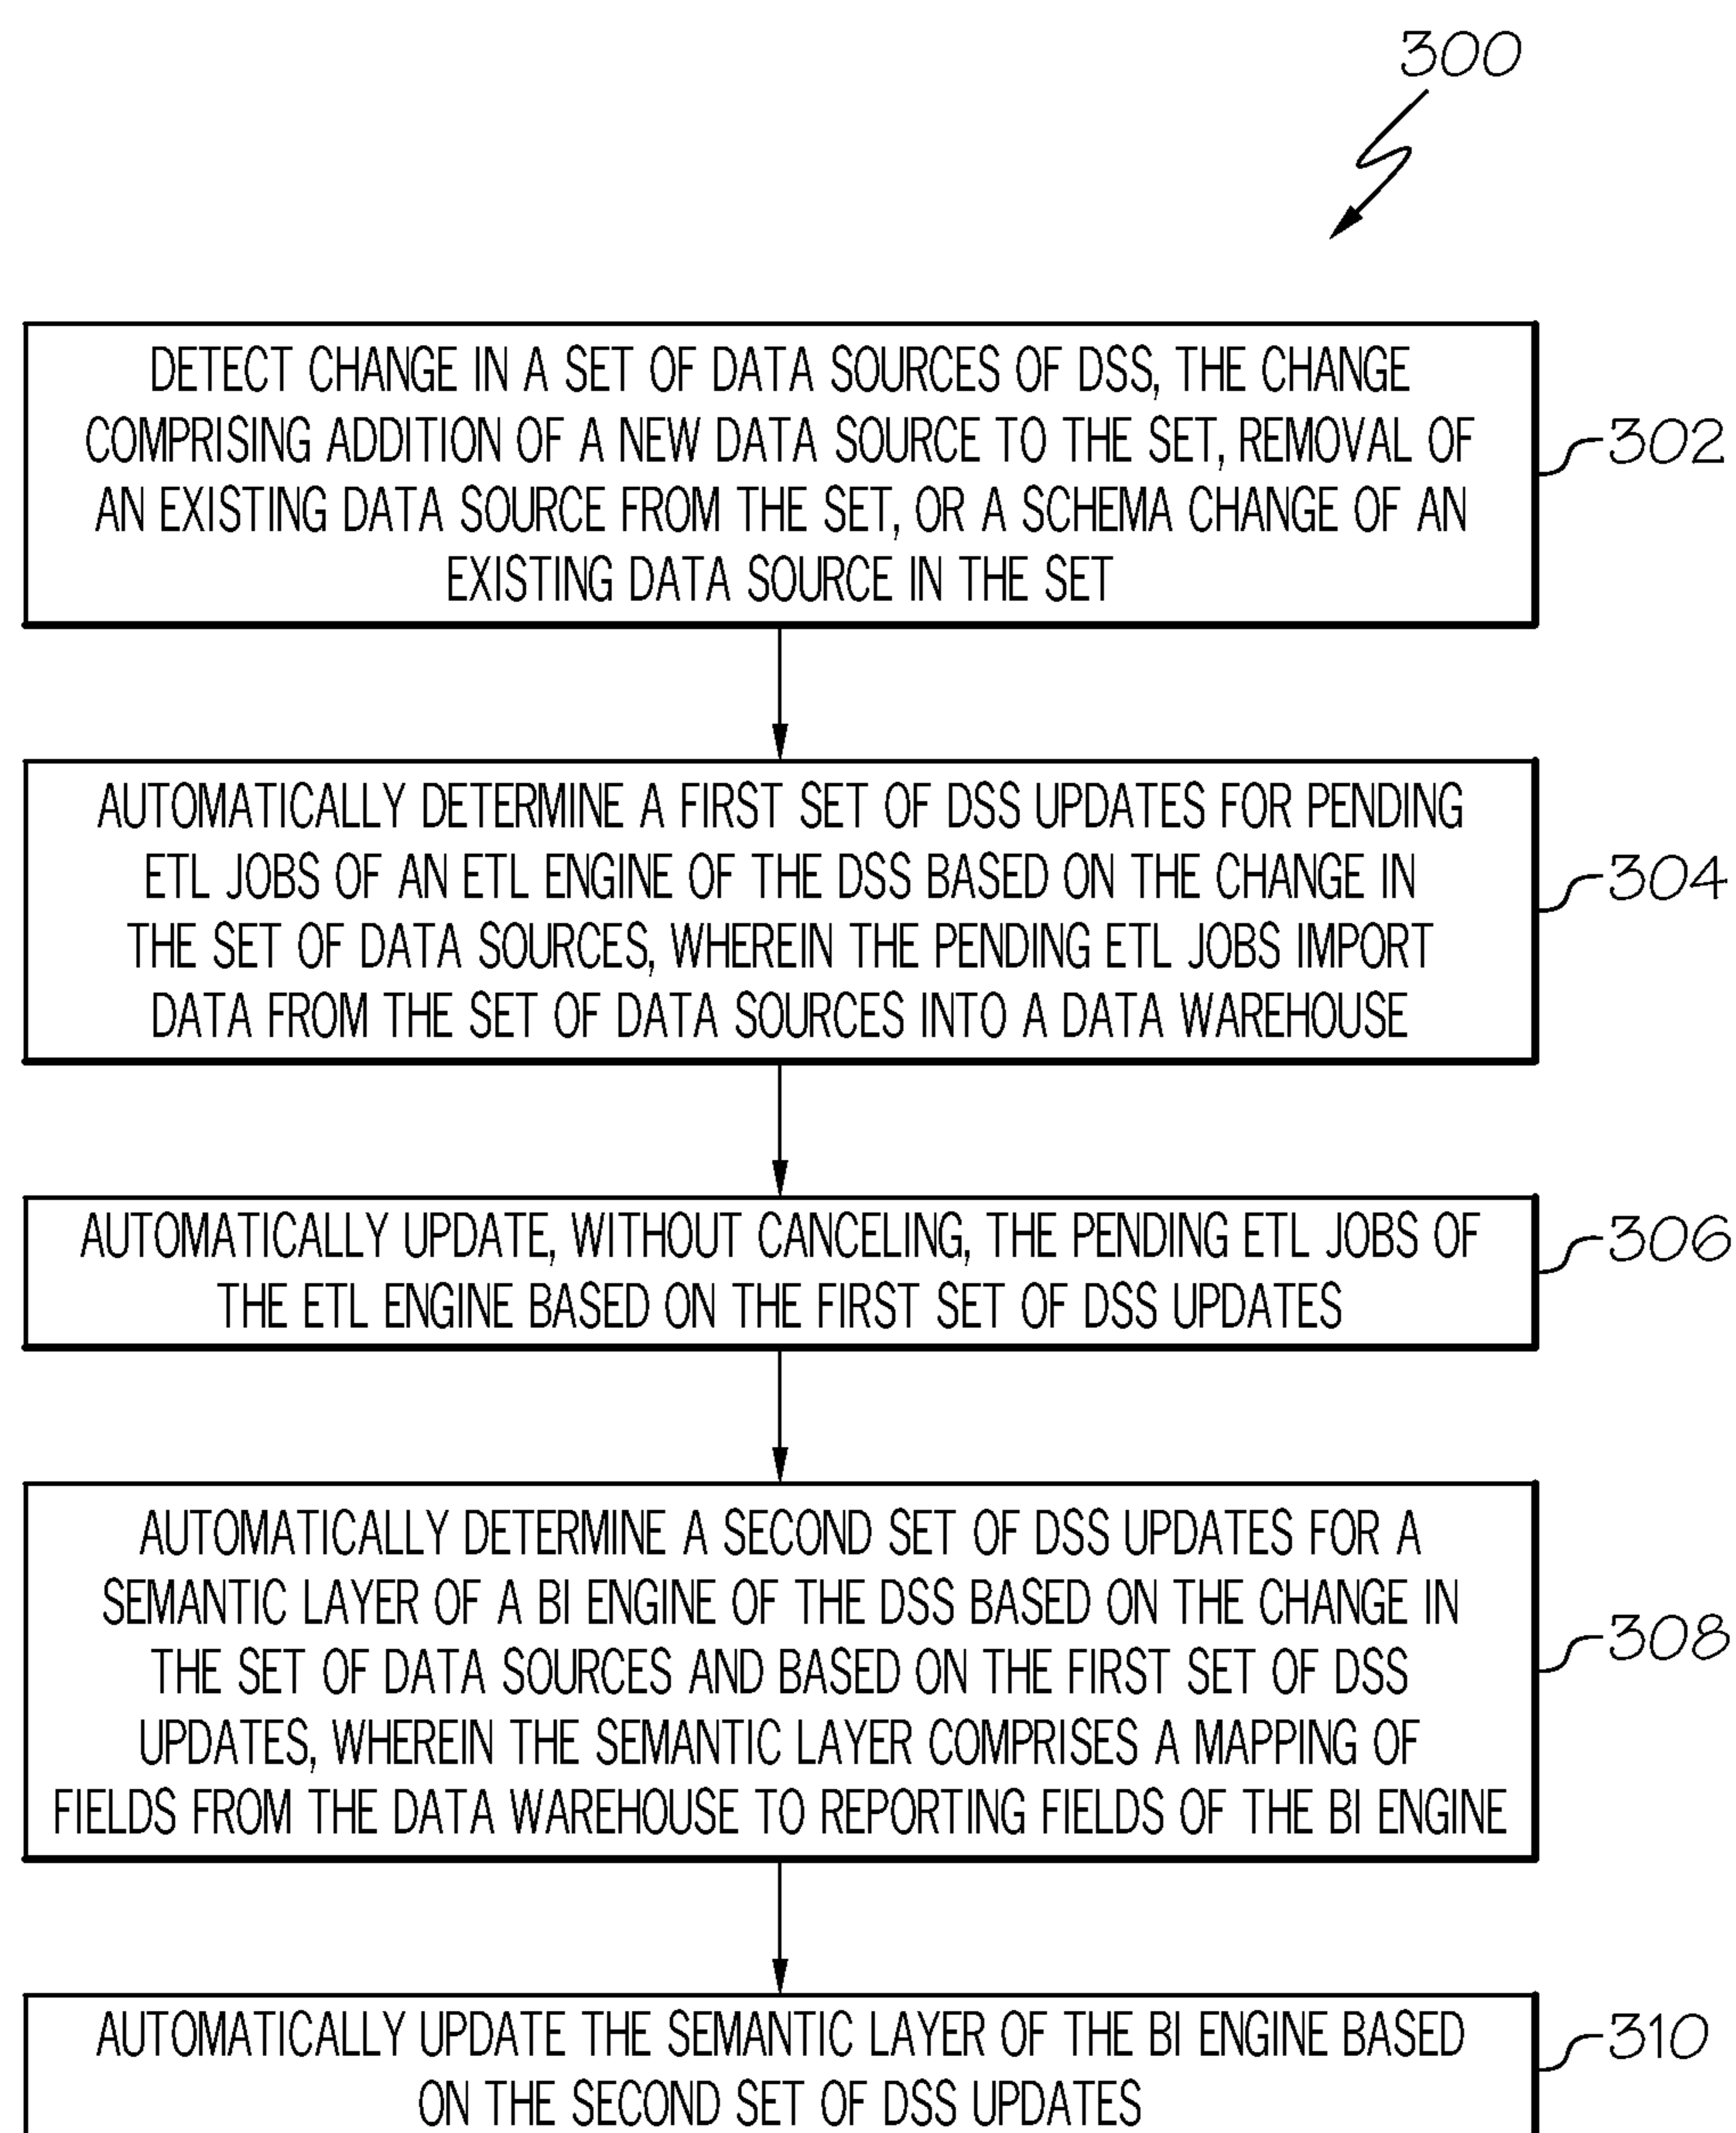 300
DETECT CHANGE IN A SET OF DATA SOURCES OF DSS, THE CHANGE
COMPRISING ADDITION OF A NEW DATA SOURCE TO THE SET, REMOVAL OF
AN EXISTING DATA SOURCE FROM THE SET, OR A SCHEMA CHANGE OF AN
EXISTING DATA SOURCE IN THE SET
302
AUTOMATICALLY DETERMINE A FIRST SET OF DSS UPDATES FOR PENDING
ETL JOBS OF AN ETL ENGINE OF THE DSS BASED ON THE CHANGE IN
THE SET OF DATA SOURCES, WHEREIN THE PENDING ETL JOBS IMPORT
DATA FROM THE SET OF DATA SOURCES INTO A DATA WAREHOUSE
304
AUTOMATICALLY UPDATE, WITHOUT CANCELING, THE PENDING ETL JOBS OF
THE ETL ENGINE BASED ON THE FIRST SET OF DSS UPDATES
306
AUTOMATICALLY DETERMINE A SECOND SET OF DSS UPDATES FOR A
SEMANTIC LAYER OF A BI ENGINE OF THE DSS BASED ON THE CHANGE IN
THE SET OF DATA SOURCES AND BASED ON THE FIRST SET OF DSS
UPDATES, WHEREIN THE SEMANTIC LAYER COMPRISES A MAPPING OF
FIELDS FROM THE DATA WAREHOUSE TO REPORTING FIELDS OF THE BI ENGINE
308
AUTOMATICALLY UPDATE THE SEMANTIC LAYER OF THE BI ENGINE BASED
ON THE SECOND SET OF DSS UPDATES
310